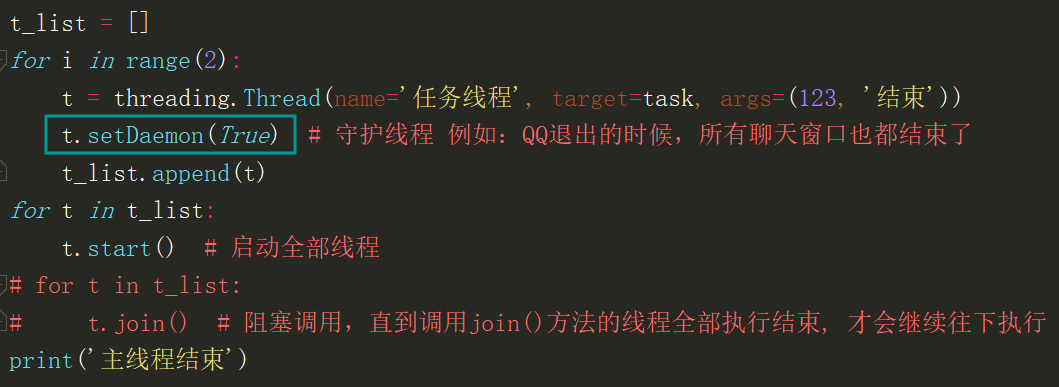 t_list = []
for i in range(2):
    t = threading.Thread(name='任务线程', target=task, args=(123, '结束'))
    t.setDaemon(True)  # 守护线程 例如：QQ退出的时候，所有聊天窗口也都结束了
    t_list.append(t)
for t in t_list:
    t.start()  # 启动全部线程
# for t in t_list:
#     t.join()  # 阻塞调用，直到调用join()方法的线程全部执行结束, 才会继续往下执行
print('主线程结束')